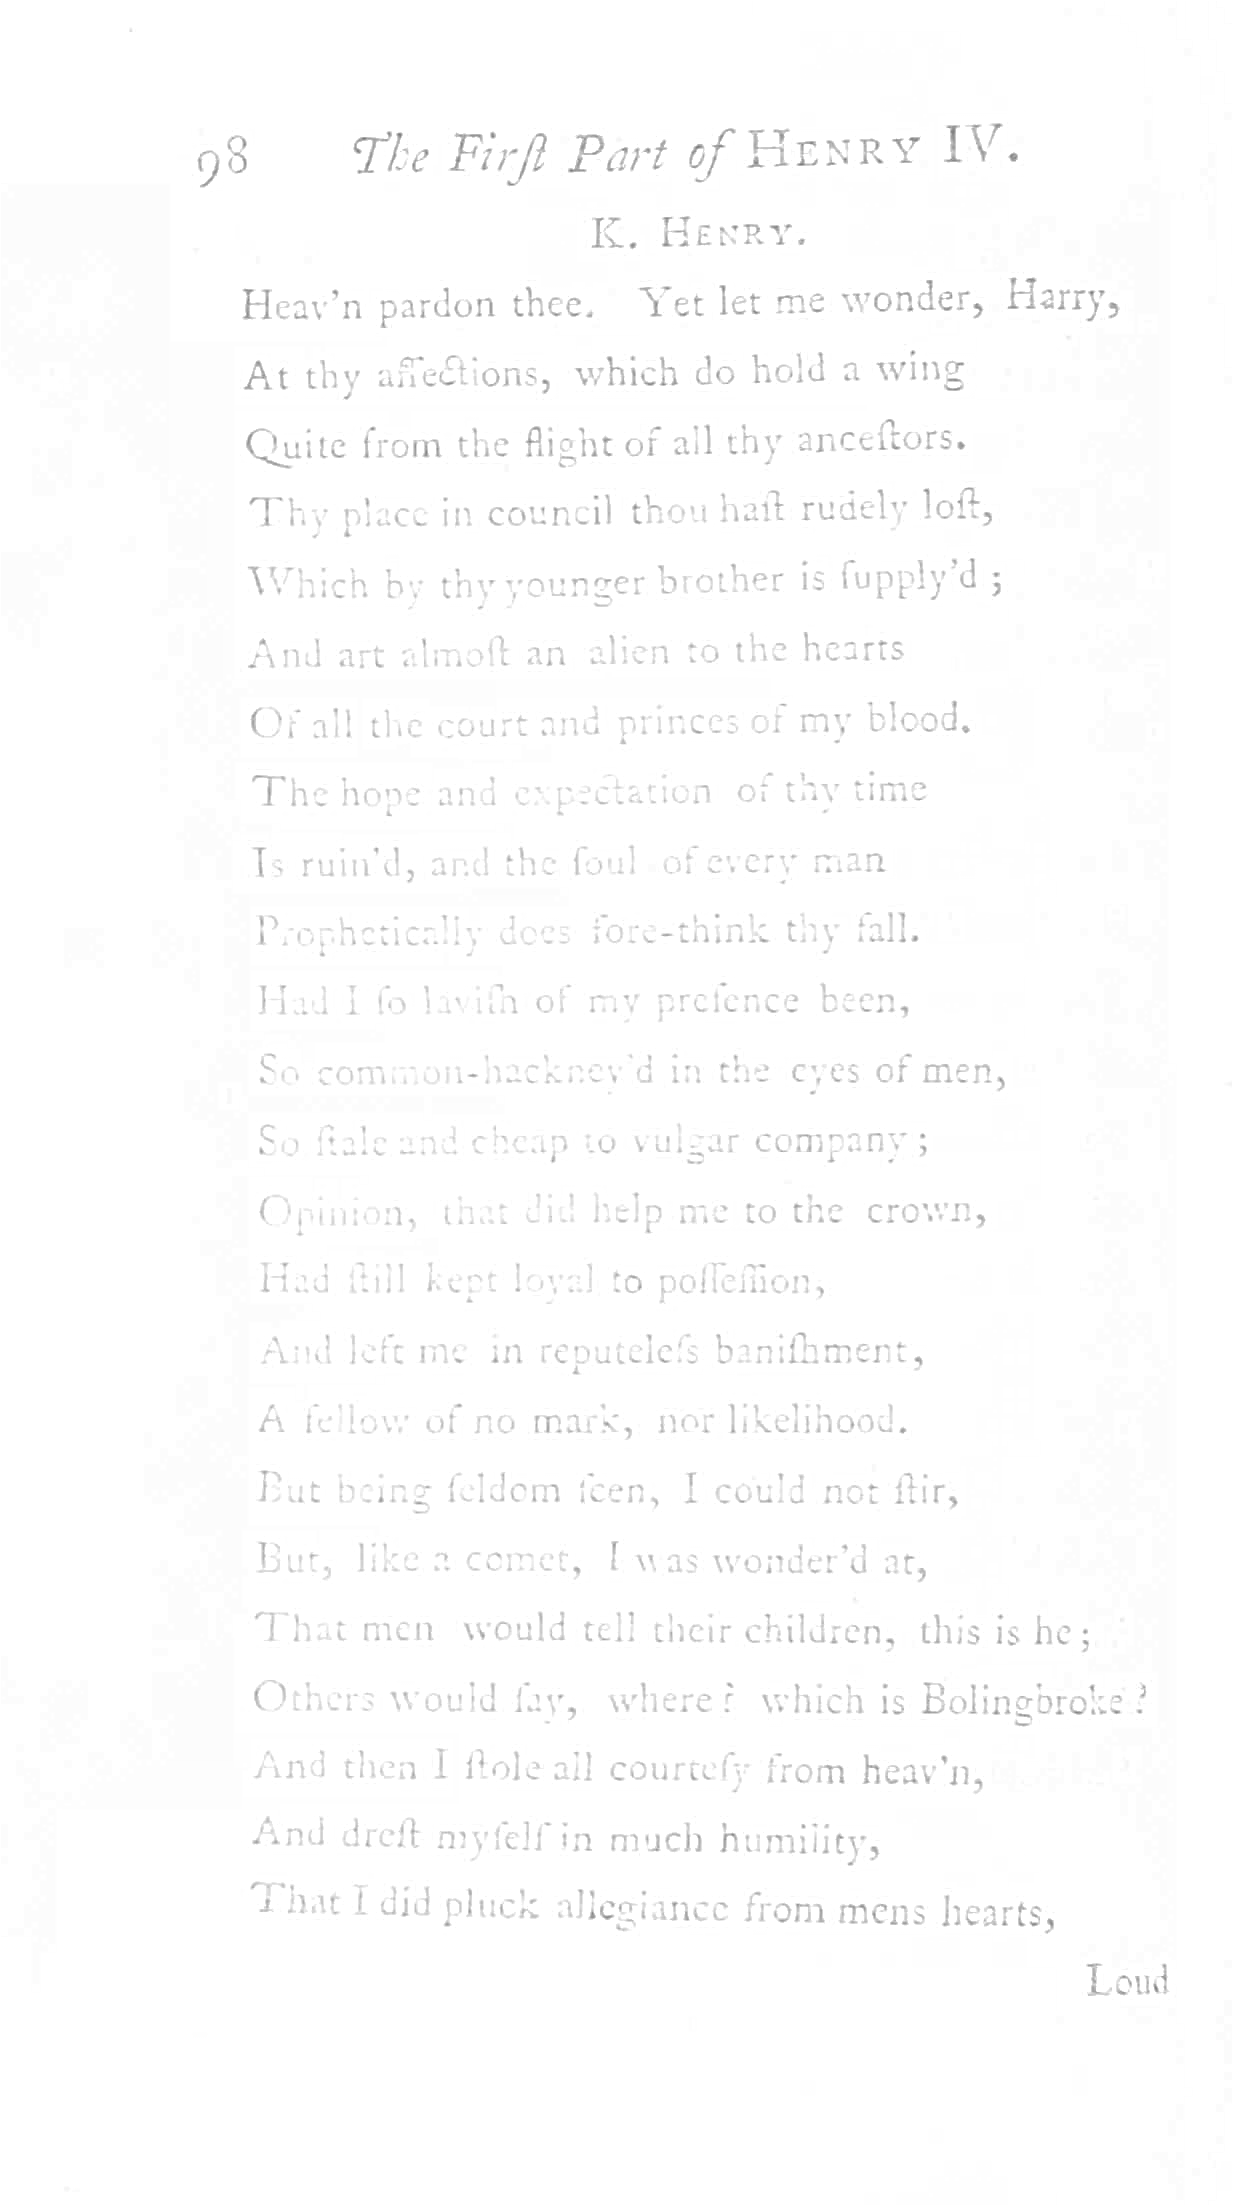 98 The Firſt Part of HENRY IV.
K. HENRY.
Heav'n pardon thee. Yet let me wonder, Harry,
At thy affections, which do hold a wing
Quite from the flight of all thy anceſtors.
Thy place in council thou haſt rudely loſt,
Which by thy younger brother is ſupply'd ;
And art almoſt an alien to the hearts
Of all the court and princes of my blood.
The hope and expectation of thy time
Is ruin'd, and the ſoul of every man
Prophetically does fore-think thy fall.
Had I ſo laviſh of my preſence been,
So common-hackney'd in the eyes of men,
So ſtale and cheap to vulgar company ;
Opinion, that did help me to the crown,
Had ſtill kept loyal to poſſeſſion,
And left me in reputeleſs baniſhment,
A fellow of no mark, nor likelihood.
But being ſeldom ſeen, I could not ſtir,
But, like a comet, I was wonder'd at,
That men would tell their children, this is he ;
Others would ſay, where ? which is Bolingbroke ?
And then I ſtole all courteſy from heav'n,
And dreſt myſelf in much humility,
That I did pluck allegiance from mens hearts,
Loud